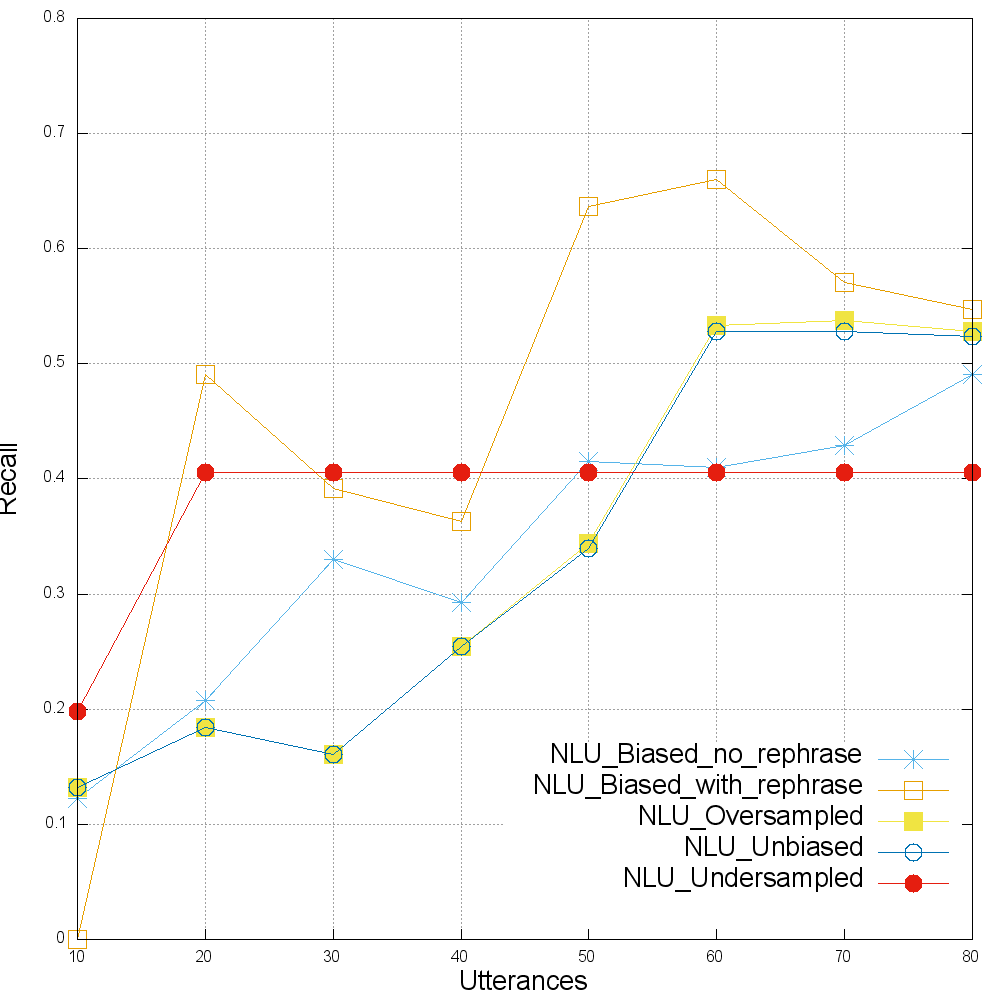 0.8
0.7
0.6
0.5
0.4
0.3
0.2
0.1
0
Recall
NLU_Biased_no_rephrase
NLU_Biased_with_rephrase
NLU_Oversampled
NLU_Unbiased
NLU_Undersampled
10 20 30 40 50 60 70 80
Utterances